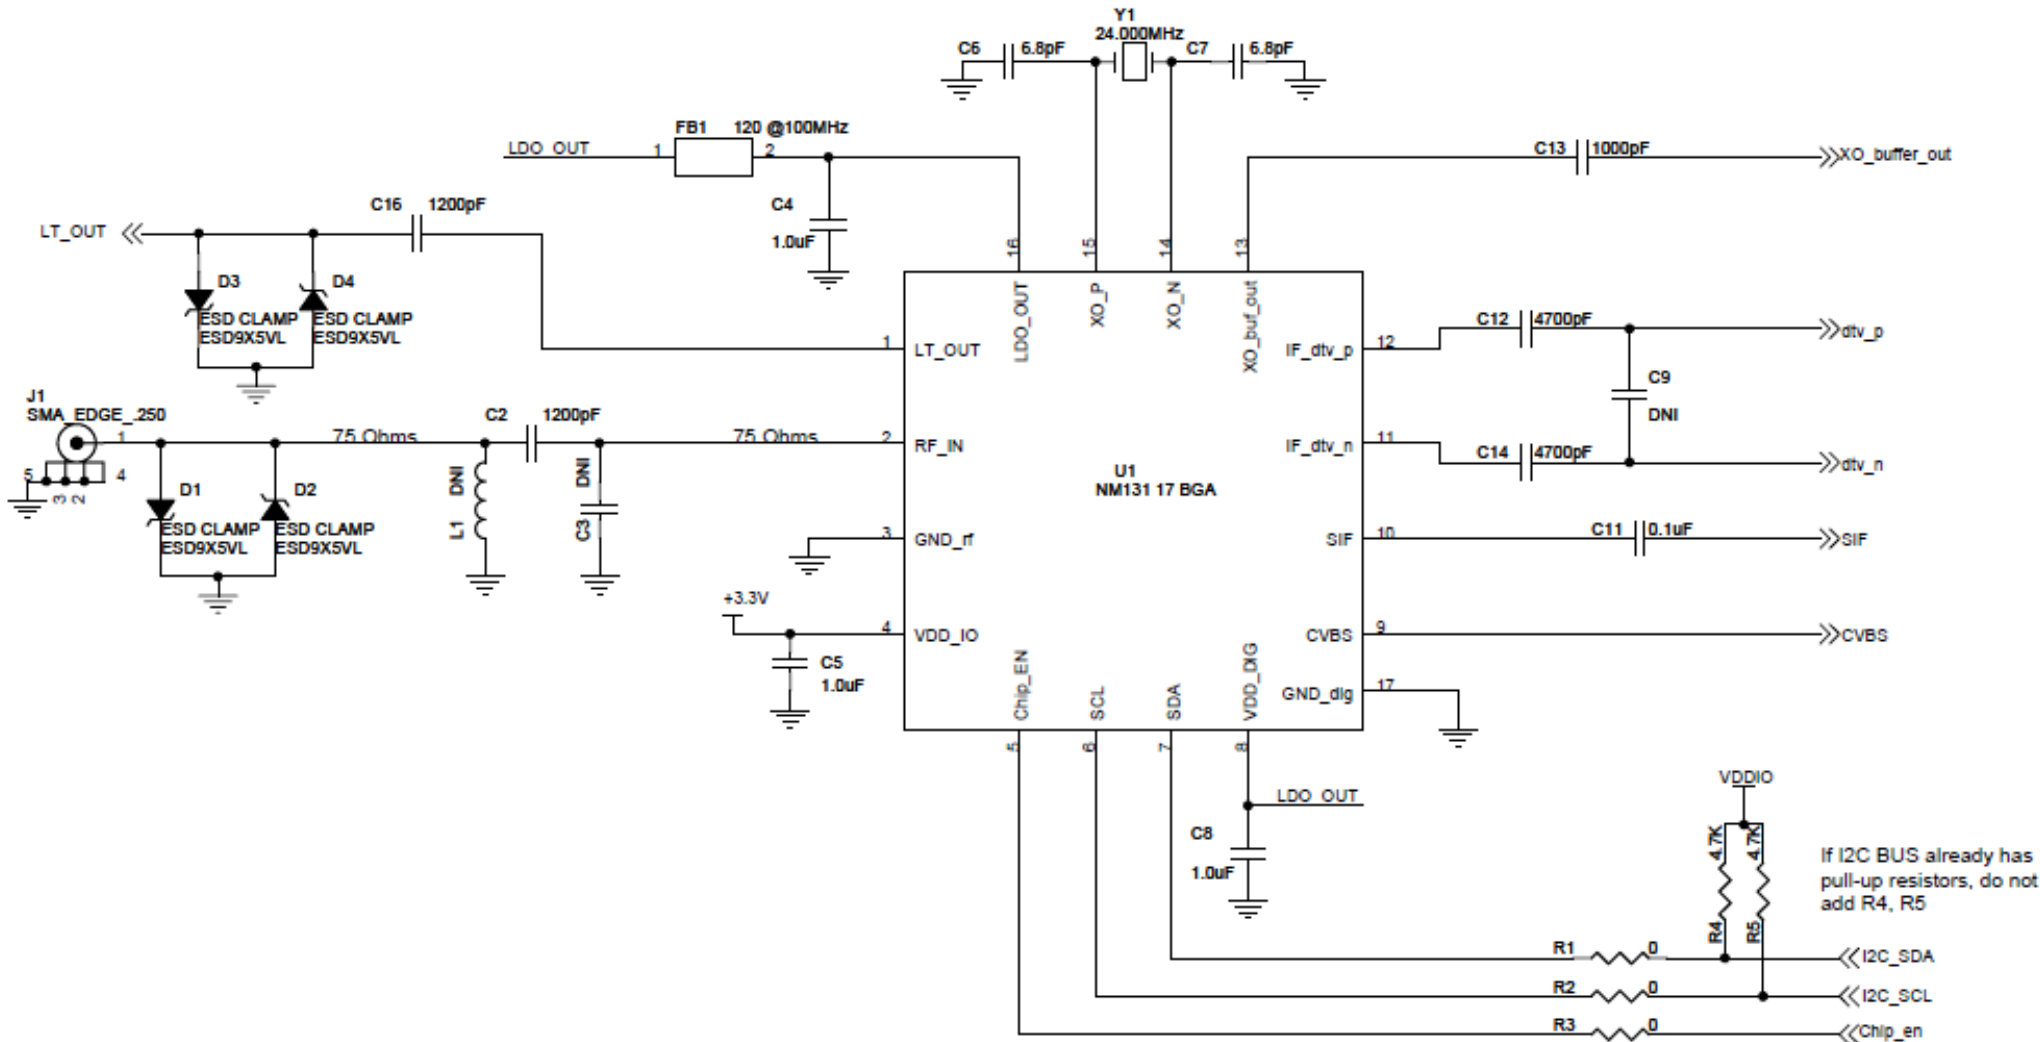 Y1
24.000MHz
C6 6.8pF
C7 6.8pF
FB1 120 @100MHz
LDO_OUT 1 2
C13 1000pF
XO_buffer_out
C16 1200pF
C4
1.0uF
LT_OUT
16 15 14 13
D3 D4
ESD CLAMP ESD CLAMP
ESD9X5VL ESD9X5VL
LDO_OUT XO_P XO_N XO_buf_out
1 LT_OUT
IF_dtv_p 12
C12 4700pF
dtv_p
C9
DNI
J1
SMA_EDGE_.250
1
5 3 2 4
75 Ohms
C2 1200pF
75 Ohms
2 RF_IN
IF_dtv_n 11
C14 4700pF
dtv_n
U1
NM131 17 BGA
D1 D2
ESD CLAMP ESD CLAMP
ESD9X5VL ESD9X5VL
L1 DNI
C3 DNI
3 GND_rf
SIF 10
C11 0.1uF
SIF
+3.3V
4 VDD_IO
CVBS 9
CVBS
C5
1.0uF
Chip_EN SCL SDA VDD_DIG
GND_dig 17
5 6 7 8
LDO_OUT
C8
1.0uF
VDDIO
4.7K 4.7K
R4 R5
If I2C BUS already has
pull-up resistors, do not
add R4, R5
R1 0
I2C_SDA
R2 0
I2C_SCL
R3 0
Chip_en